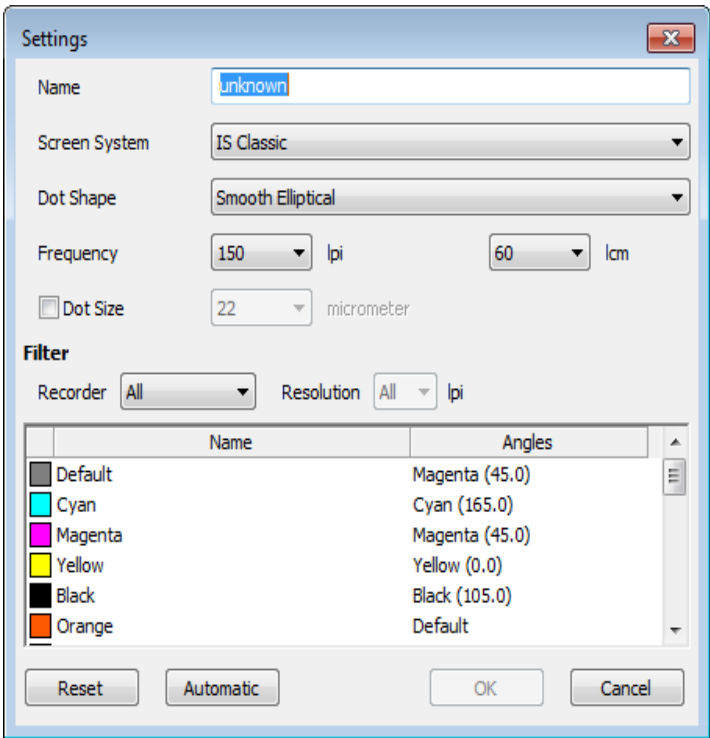 Settings
Name unknown
Screen System IS Classic
Dot Shape Smooth Elliptical
Frequency 150 lpi 60 lcm
Dot Size 22 micrometer
Filter
Recorder All Resolution All lpi
Name Angles
Default Magenta (45.0)
Cyan Cyan (165.0)
Magenta Magenta (45.0)
Yellow Yellow (0.0)
Black Black (105.0)
Orange Default
Reset Automatic OK Cancel